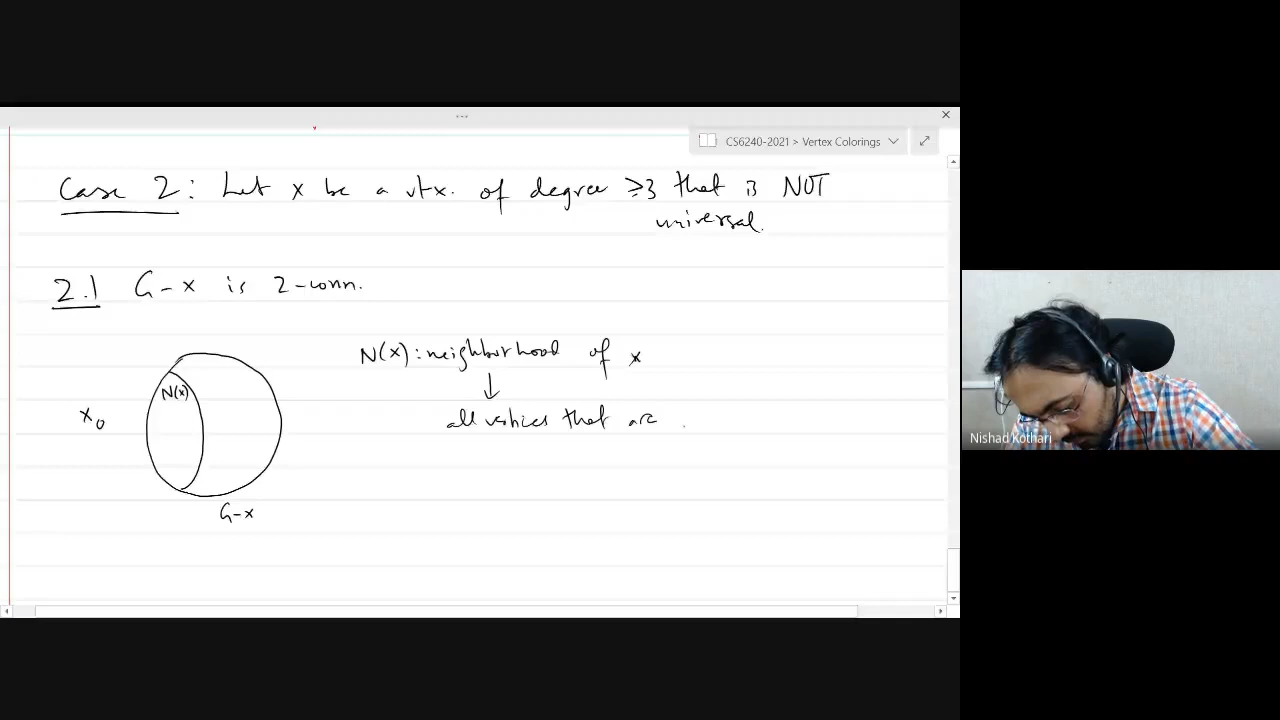 CS6240-2021 > Vertex Colorings
Case 2: Let x be a vtx. of degree ≥3 that is NOT
universal.
2.1 G-x is 2-conn.
N(x): neighborhood of x
N(x)
x
all vertices that are
G-x
Nishad Kothari